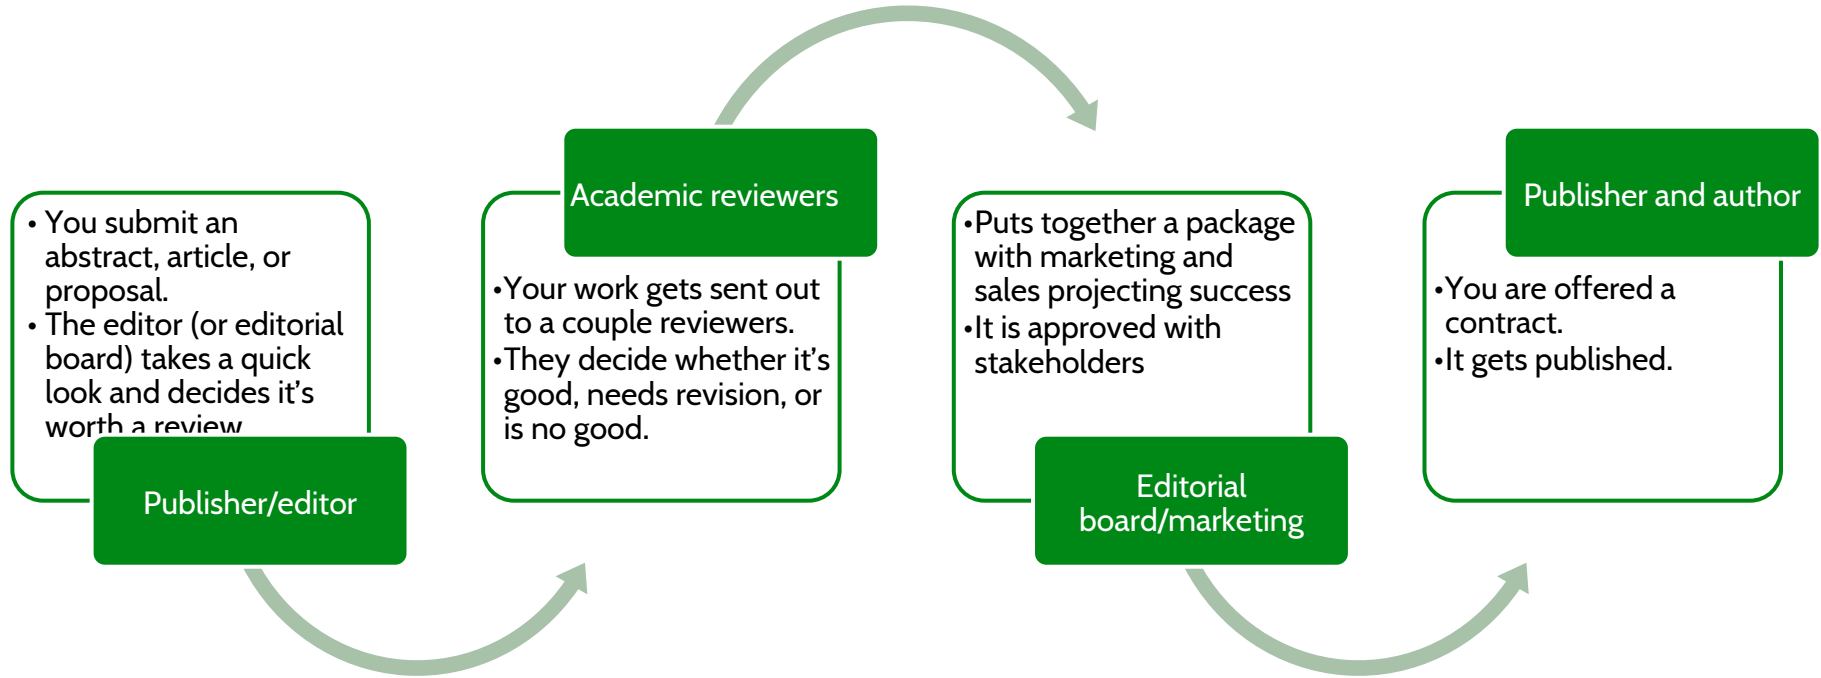 • You submit an
abstract, article, or
proposal.
• The editor (or editorial
board) takes a quick
look and decides it's
worth a review
Publisher/editor
Academic reviewers
•Your work gets sent out
to a couple reviewers.
•They decide whether it's
good, needs revision, or
is no good.
•Puts together a package
with marketing and
sales projecting success
•It is approved with
stakeholders
Editorial
board/marketing
Publisher and author
•You are offered a
contract.
•It gets published.